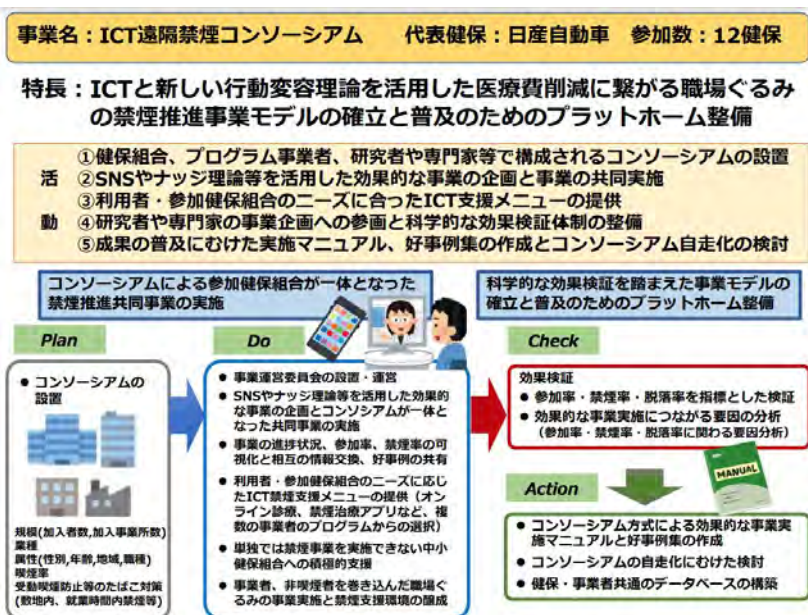 事業名：ICT遠隔禁煙コンソーシアム　代表健保：日産自動車　参加数：12健保
特長：ICTと新しい行動変容理論を活用した医療費削減に繋がる職場ぐるみ
の禁煙推進事業モデルの確立と普及のためのプラットホーム整備
活動
①健保組合、プログラム事業者、研究者や専門家等で構成されるコンソーシアムの設置
②SNSやナッジ理論等を活用した効果的な事業の企画と事業の共同実施
③利用者・参加健保組合のニーズに合ったICT支援メニューの提供
④研究者や専門家の事業企画への参画と科学的な効果検証体制の整備
⑤成果の普及にむけた実施マニュアル、好事例集の作成とコンソーシアム自走化の検討
コンソーシアムによる参加健保組合が一体となった
禁煙推進共同事業の実施
科学的な効果検証を踏まえた事業モデルの
確立と普及のためのプラットホーム整備
Plan
● コンソーシアムの
設置
規模(加入者数,加入事業所数)
業種
属性(性別,年齢,地域,職種)
喫煙率
受動喫煙防止等のたばこ対策
(敷地内、就業時間内禁煙等)
Do
● 事業運営委員会の設置・運営
● SNSやナッジ理論等を活用した効果的
な事業の企画とコンソシアムが一体と
なった共同事業の実施
● 事業の進捗状況、参加率、禁煙率の可
視化と相互の情報交換、好事例の共有
● 利用者・参加健保組合のニーズに応じ
たICT禁煙支援メニューの提供（オン
ライン診療、禁煙治療アプリなど、複
数の事業者のプログラムからの選択）
● 単独では禁煙事業を実施できない中小
健保組合への積極的支援
● 事業者、非喫煙者を巻き込んだ職場ぐ
るみの事業実施と禁煙支援環境の醸成
Check
効果検証
● 参加率・禁煙率・脱落率を指標とした検証
● 効果的な事業実施につながる要因の分析
（参加率・禁煙率・脱落率に関わる要因分析）
MANUAL
Action
● コンソーシアム方式による効果的な事業実
施マニュアルと好事例集の作成
● コンソーシアムの自走化にむけた検討
● 健保・事業者共通のデータベースの構築